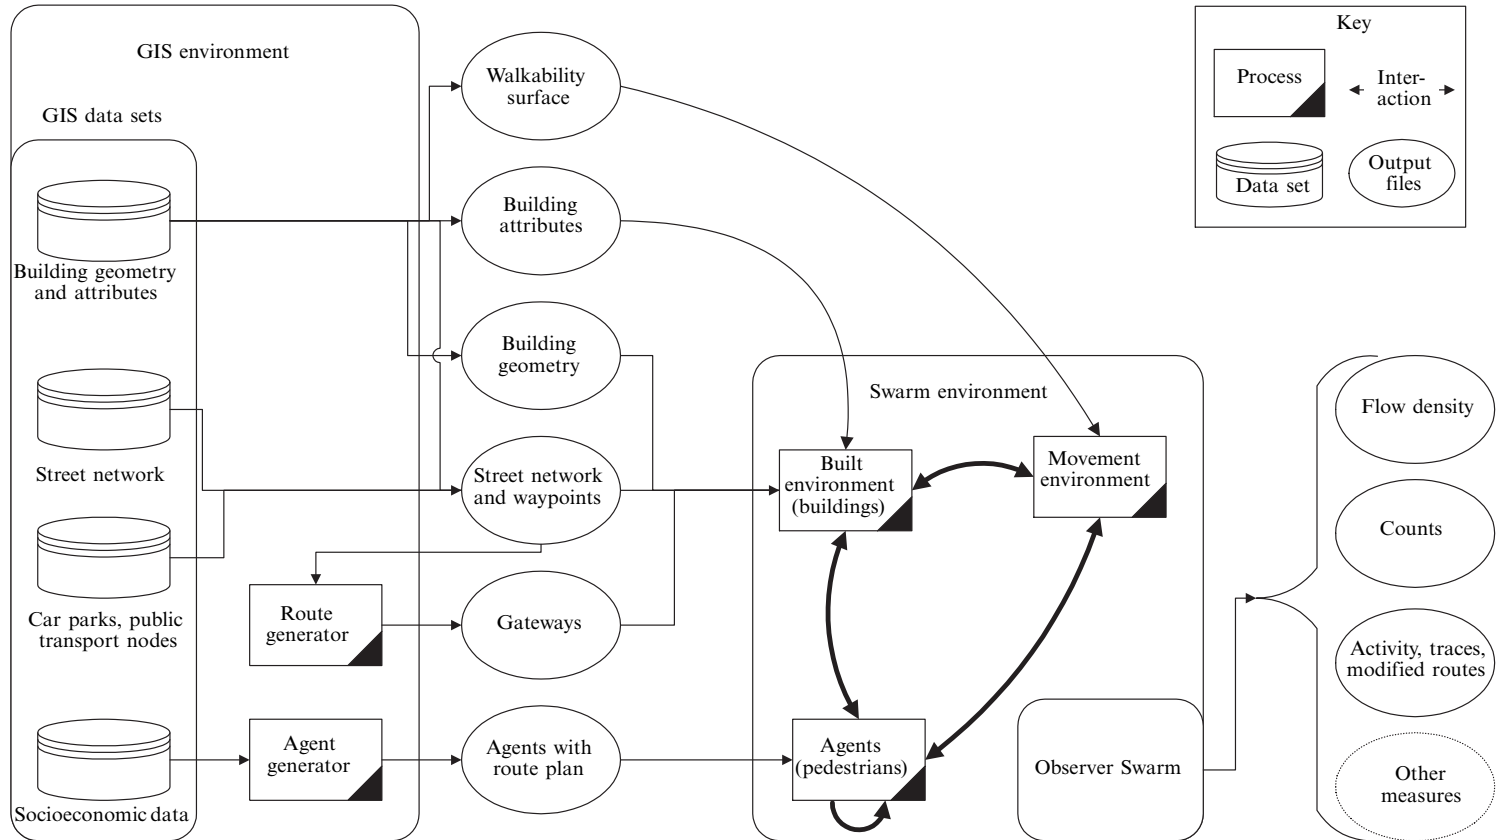 GIS environment
GIS data sets
Building geometry
and attributes
Street network
Car parks, public
transport nodes
Socioeconomic data
Route
generator
Agent
generator
Walkability
surface
Building
attributes
Building
geometry
Street network
and waypoints
Gateways
Agents with
route plan
Swarm environment
Built
environment
(buildings)
Movement
environment
Agents
(pedestrians)
Observer Swarm
Key
Process
Inter-
action
Data set
Output
files
Flow density
Counts
Activity, traces,
modified routes
Other
measures